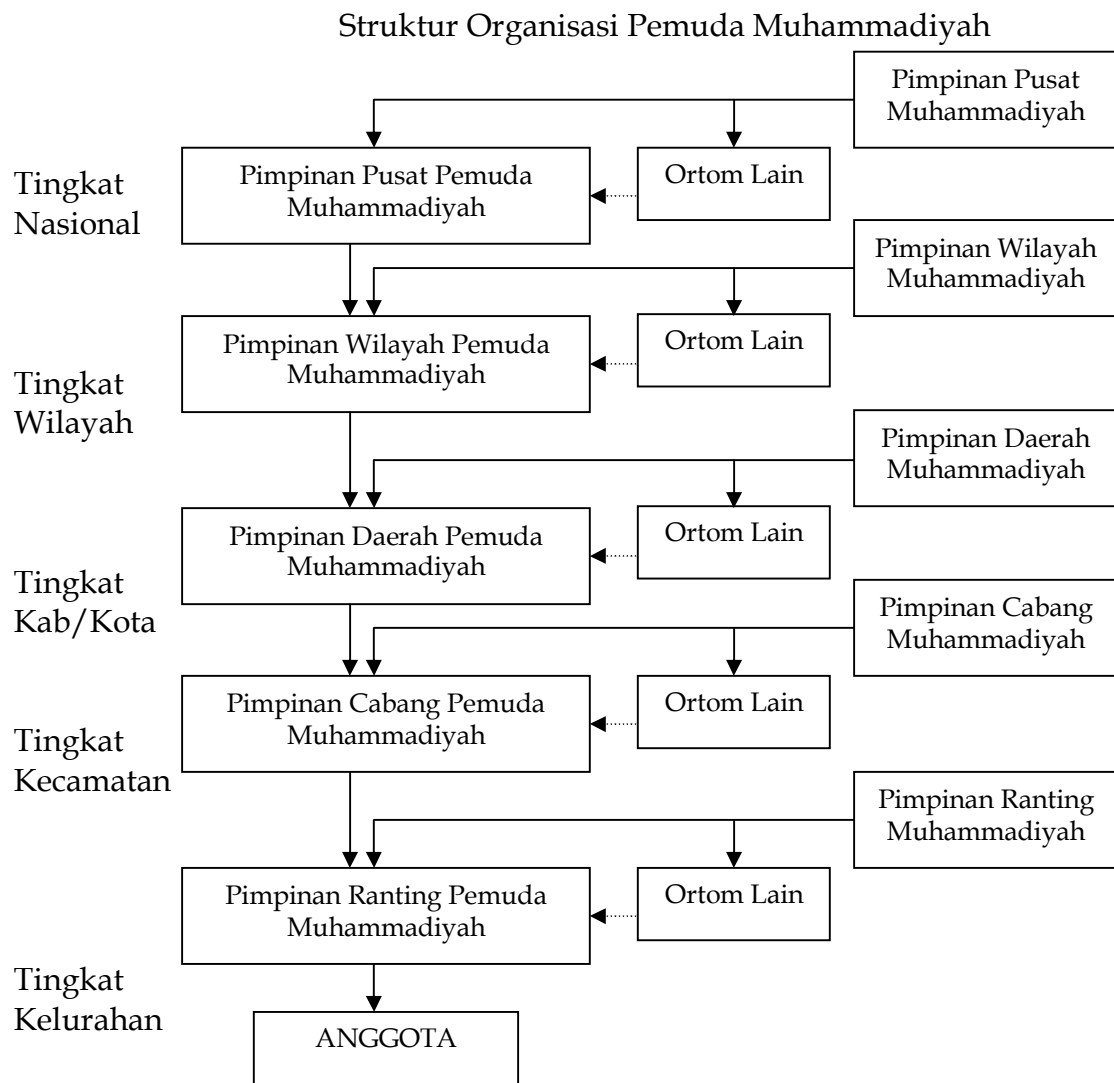 Struktur Organisasi Pemuda Muhammadiyah
Pimpinan Pusat
Muhammadiyah
Tingkat
Nasional
Pimpinan Pusat Pemuda
Muhammadiyah
Ortom Lain
Pimpinan Wilayah
Muhammadiyah
Tingkat
Wilayah
Pimpinan Wilayah Pemuda
Muhammadiyah
Ortom Lain
Pimpinan Daerah
Muhammadiyah
Tingkat
Kab/Kota
Pimpinan Daerah Pemuda
Muhammadiyah
Ortom Lain
Pimpinan Cabang
Muhammadiyah
Tingkat
Kecamatan
Pimpinan Cabang Pemuda
Muhammadiyah
Ortom Lain
Pimpinan Ranting
Muhammadiyah
Tingkat
Kelurahan
Pimpinan Ranting Pemuda
Muhammadiyah
Ortom Lain
ANGGOTA